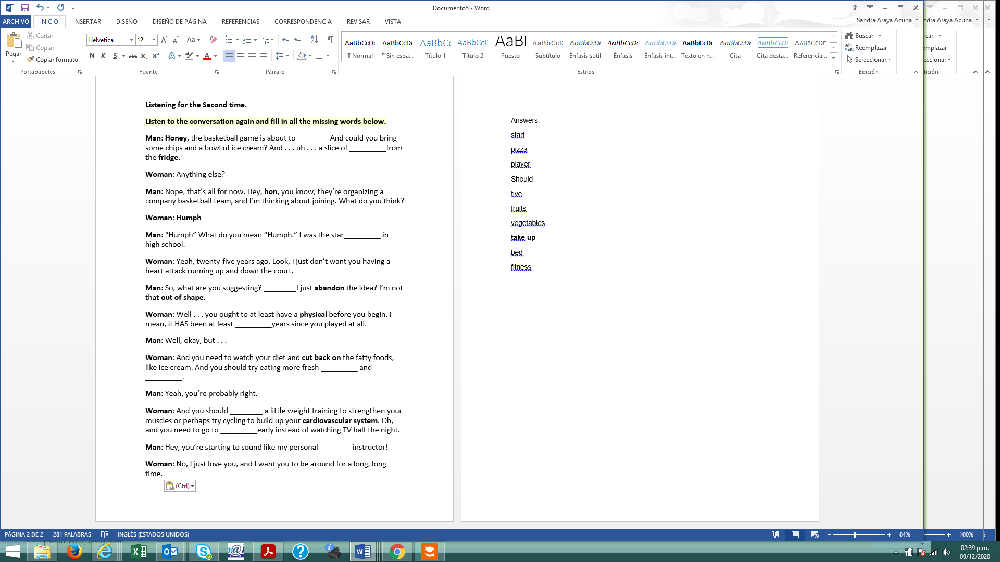 Documento5 - Word
?
Sandra Araya Acuna
ndra Araya Acuna
ARCHIVO INICIO INSERTAR DISEÑO DISEÑO DE PÁGINA REFERENCIAS CORRESPONDENCIA REVISAR VISTA
Pegar
Cortar
Copiar
Copiar formato
Portapapeles
Helvetica 12
N K S abc x₂ x²
Aa
Fuente
Párrafo
AaBbCcDc AaBbCcDc AaBbCc AaBbCcD AaBl AaBbCcD AaBbCcDc AaBbCcDc AaBbCcDc AaBbCcDc AaBbCcDc AaBbCcDc AaBbCcDc
¶ Normal ¶ Sin espa... Título 1 Título 2 Puesto Subtítulo Énfasis sutil Énfasis Énfasis int... Texto en n... Cita Cita desta... Referencia...
Estilos
Buscar
Reemplazar
Seleccionar
Edición
scar
emplazar
eccionar
dición
Listening for the Second time.
Listen to the conversation again and fill in all the missing words below.
Man: Honey, the basketball game is about to ________And could you bring
some chips and a bowl of ice cream? And . . . uh . . . a slice of _________from
the fridge.
Woman: Anything else?
Man: Nope, that’s all for now. Hey, hon, you know, they’re organizing a
company basketball team, and I’m thinking about joining. What do you think?
Woman: Humph
Man: “Humph” What do you mean “Humph.” I was the star_________ in
high school.
Woman: Yeah, twenty-five years ago. Look, I just don’t want you having a
heart attack running up and down the court.
Man: So, what are you suggesting? ________I just abandon the idea? I’m not
that out of shape.
Woman: Well . . . you ought to at least have a physical before you begin. I
mean, it HAS been at least _________years since you played at all.
Man: Well, okay, but . . .
Woman: And you need to watch your diet and cut back on the fatty foods,
like ice cream. And you should try eating more fresh _________ and
_________.
Man: Yeah, you’re probably right.
Woman: And you should ________ a little weight training to strengthen your
muscles or perhaps try cycling to build up your cardiovascular system. Oh,
and you need to go to _________early instead of watching TV half the night.
Man: Hey, you’re starting to sound like my personal ________instructor!
Woman: No, I just love you, and I want you to be around for a long, long
time.
(Ctrl)
Answers:
start
pizza
player
Should
five
fruits
vegetables.
take up
bed
fitness
PÁGINA 2 DE 2 281 PALABRAS INGLÉS (ESTADOS UNIDOS)
84%
100%
02:39 p.m.
09/12/2020